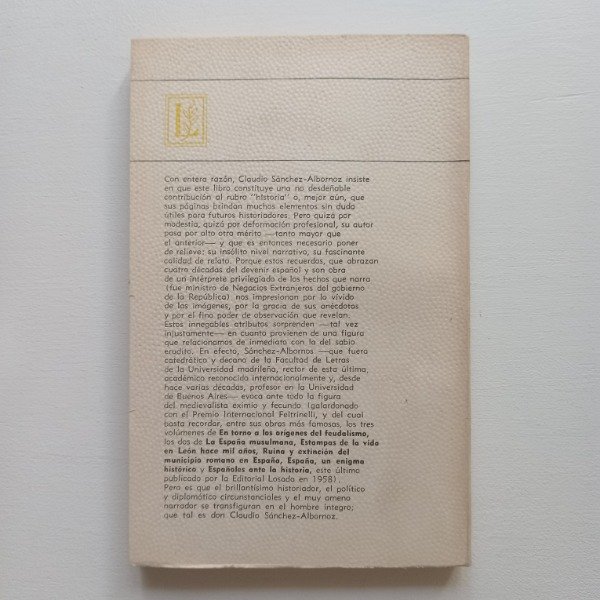 L
Con entera razón, Claudio Sánchez-Albornoz insiste
en que este libro constituye una no desdeñable
contribución al rubro "historia" o, mejor aún, que
sus páginas brindan muchos elementos sin duda
útiles para futuros historiadores. Pero quizá por
modestia, quizá por deformación profesional, su autor
pasa por alto otro mérito —tanto mayor que
el anterior— y que es entonces necesario poner
de relieve: su insólito nivel narrativo, su fascinante
calidad de relato. Porque estos recuerdos, que abrazan
cuatro décadas del devenir español y son obra
de un intérprete privilegiado de los hechos que narra
(fue ministro de Negocios Extranjeros del gobierno
de la República) nos impresionan por lo vívido
de las imágenes, por la gracia de sus anécdotas
y por el fino poder de observación que revelan.
Estos innegables atributos sorprenden —tal vez
injustamente— en cuanto provienen de una figura
que relacionamos de inmediato con la del sabio
erudito. En efecto, Sánchez-Albornos —que fuera
catedrático y decano de la Facultad de Letras
de la Universidad madrileña, rector de esta última,
académico reconocido internacionalmente y, desde
hace varias décadas, profesor en la Universidad
de Buenos Aires— evoca ante todo la figura
del medievalista eximio y fecundo (galardonado
con el Premio Internacional Feltrinelli, y del cual
basta recordar, entre sus obras más famosas, los tres
volúmenes de En torno a los orígenes del feudalismo,
los dos de La España musulmana, Estampas de la vida
en León hace mil años, Ruina y extinción del
municipio romano en España, España, un enigma
histórico y Españoles ante la historia, este último
publicado por la Editorial Losada en 1958)
Pero es que el brillantísimo historiador, el político
y diplomático circunstanciales y el muy ameno
narrador se transfiguran en el hombre íntegro;
que tal es don Claudio Sánchez-Albornoz.